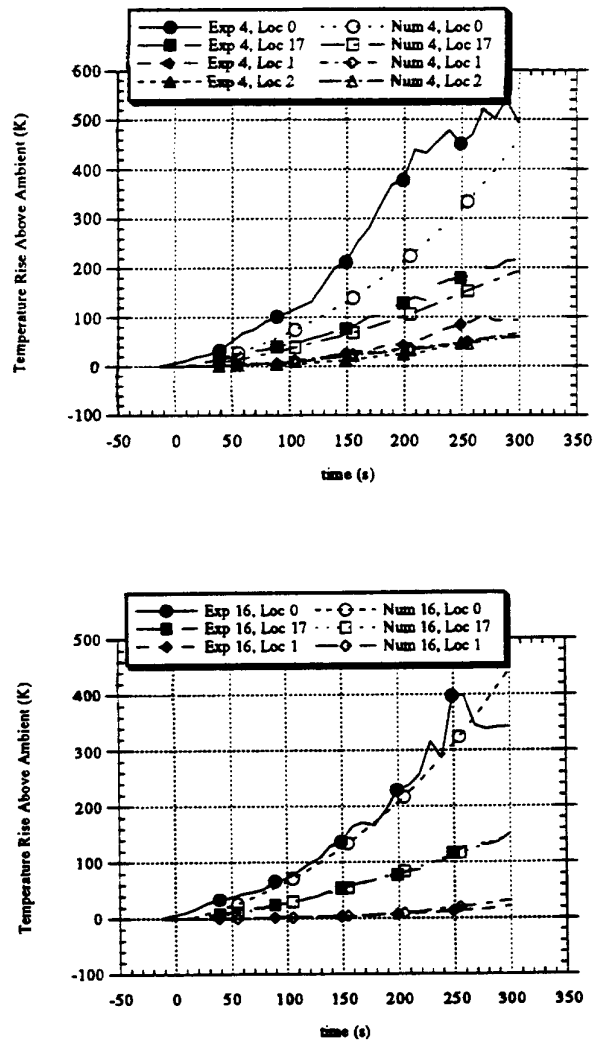 Exp 4, Loc 0 Num 4, Loc 0
Exp 4, Loc 17 Num 4, Loc 17
Exp 4, Loc 1 Num 4, Loc 1
Exp 4, Loc 2 Num 4, Loc 2
Temperature Rise Above Ambient (K)
600
500
400
300
200
100
0
-100
-50 0 50 100 150 200 250 300 350
time (s)
Exp 16, Loc 0 Num 16, Loc 0
Exp 16, Loc 17 Num 16, Loc 17
Exp 16, Loc 1 Num 16, Loc 1
Temperature Rise Above Ambient (K)
500
400
300
200
100
0
-100
-50 0 50 100 150 200 250 300 350
time (s)